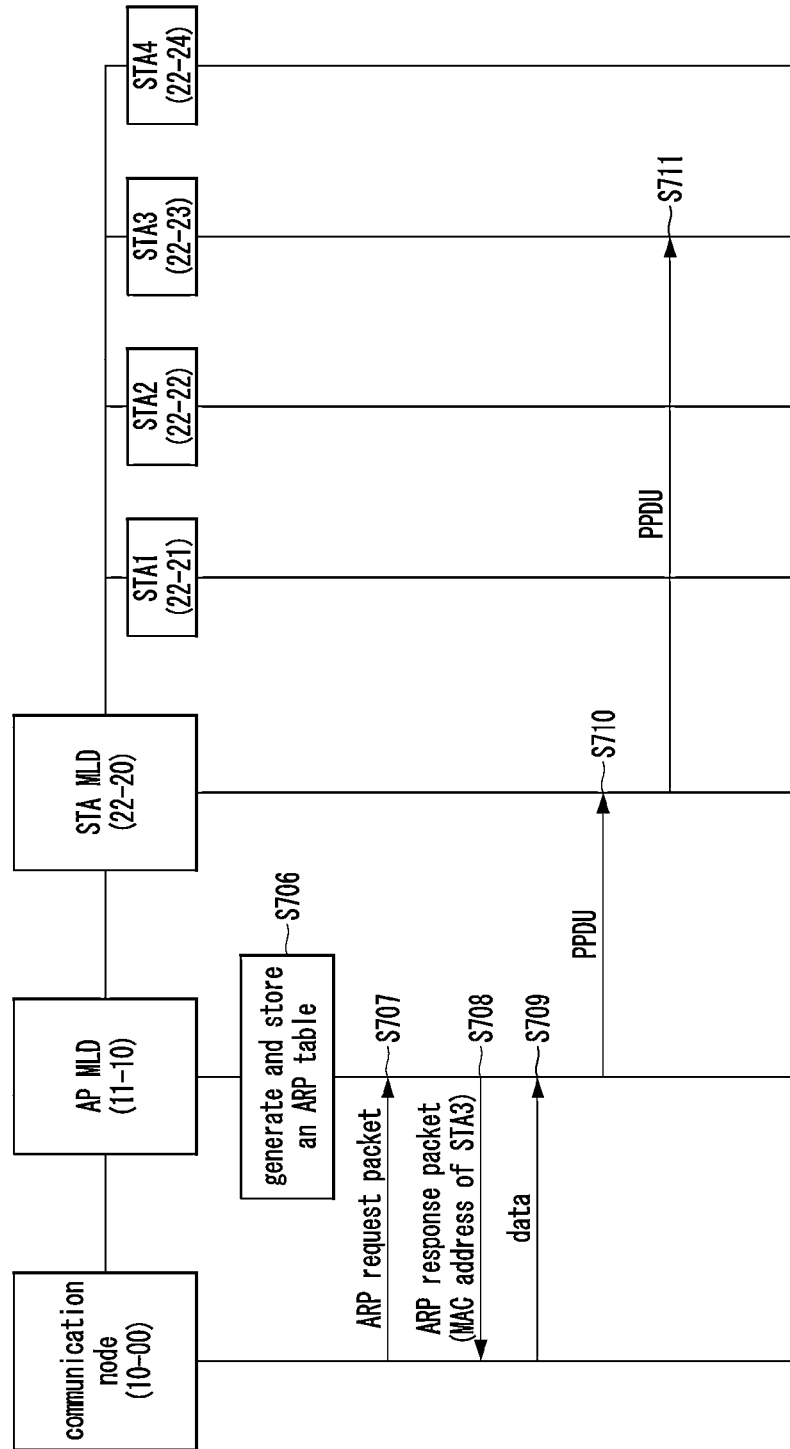 communication
node
(10-00)
AP MLD
(11-10)
STA MLD
(22-20)
STA1
(22-21)
STA2
(22-22)
STA3
(22-23)
STA4
(22-24)
generate and store
an ARP table
S706
ARP request packet
S707
ARP response packet
(MAC address of STA3)
S708
data
S709
PPDU
S710
PPDU
S711